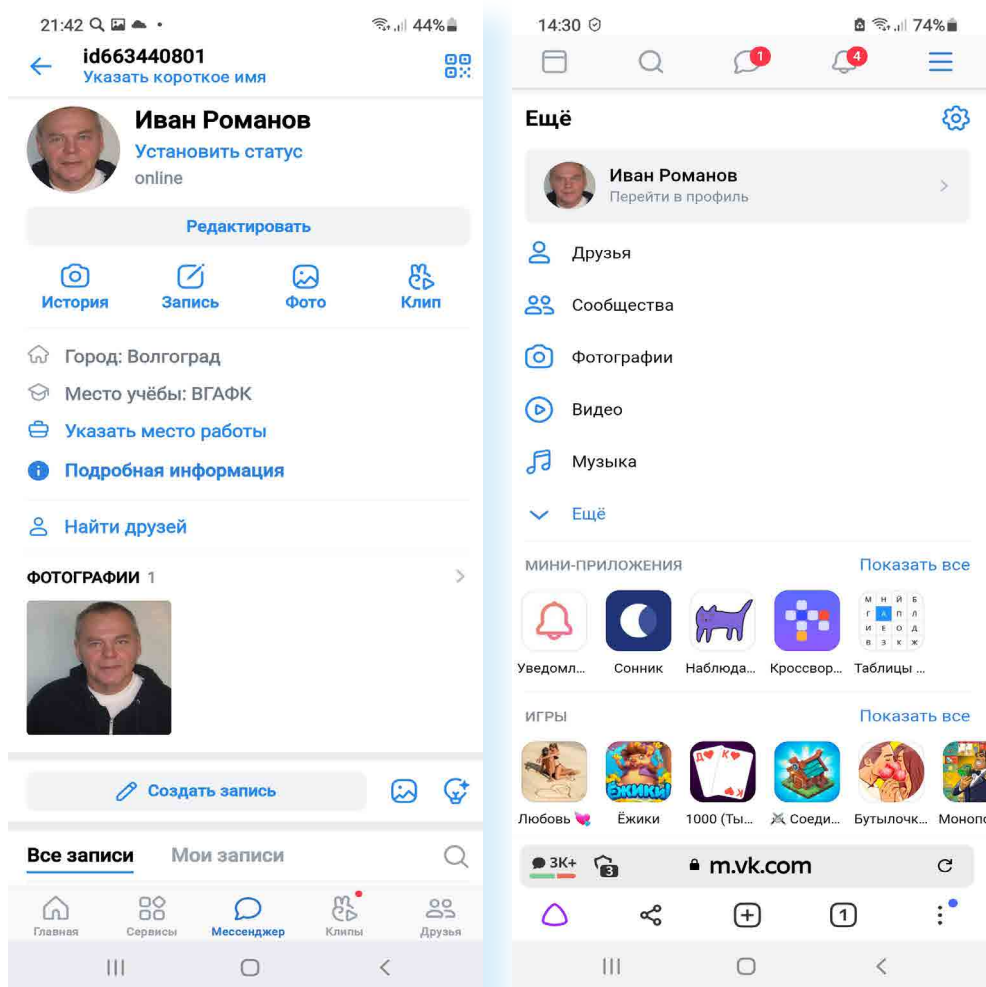 21:42
44%
id663440801
Указать короткое имя
Иван Романов
Установить статус
online
Редактировать
История Запись Фото Клип
Город: Волгоград
Место учёбы: ВГАФК
Указать место работы
Подробная информация
Найти друзей
ФОТОГРАФИИ 1
Создать запись
Все записи Мои записи
Главная Сервисы Мессенджер Клипы Друзья
14:30
74%
1 4
Ещё
Иван Романов
Перейти в профиль
Друзья
Сообщества
Фотографии
Видео
Музыка
Ещё
МИНИ-ПРИЛОЖЕНИЯ Показать все
М Н Й Б
Г А П Л
И Е О Д
В З К Ж
Уведомл... Сонник Наблюда... Кроссвор... Таблицы ...
ИГРЫ Показать все
ЁЖИКИ!
Д К
Любовь Ёжики 1000 (Ты... Соеди... Бутылочк... Моноп
3K+ 3 m.vk.com
1